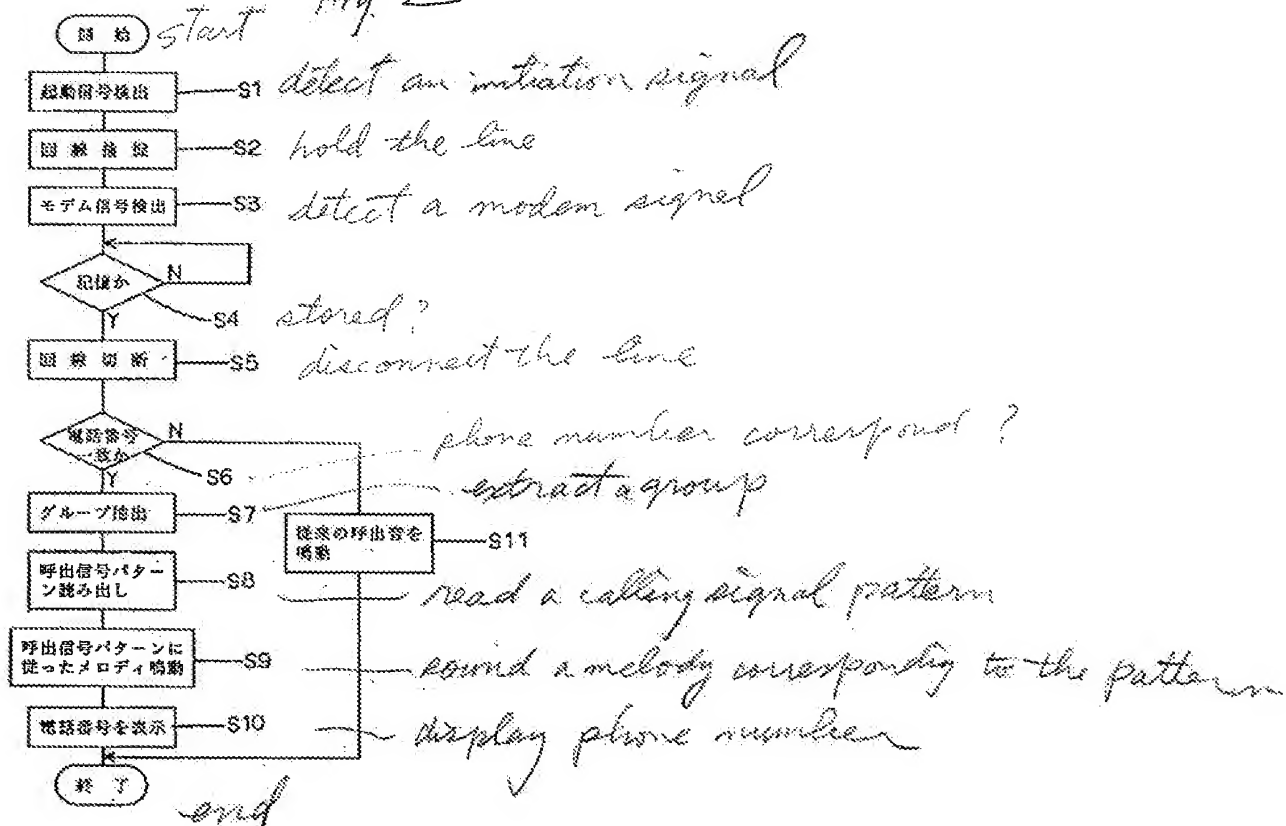 Fig. 2
開始 start
起動信号検出 S1 detect an initiation signal
回線接続 S2 hold the line
モデム信号検出 S3 detect a modem signal
記憶か N
Y S4 stored?
回線切断 S5 disconnect the line
電話番号 N
一致か phone number correspond?
Y S6
グループ抽出 S7 extract a group
従来の呼出音を
鳴動 S11
呼出信号パター
ン読み出し S8 read a calling signal pattern
呼出信号パターンに
従ったメロディ鳴動 S9 sound a melody correspondig to the pattern
電話番号を表示 S10 display phone number
終了
end